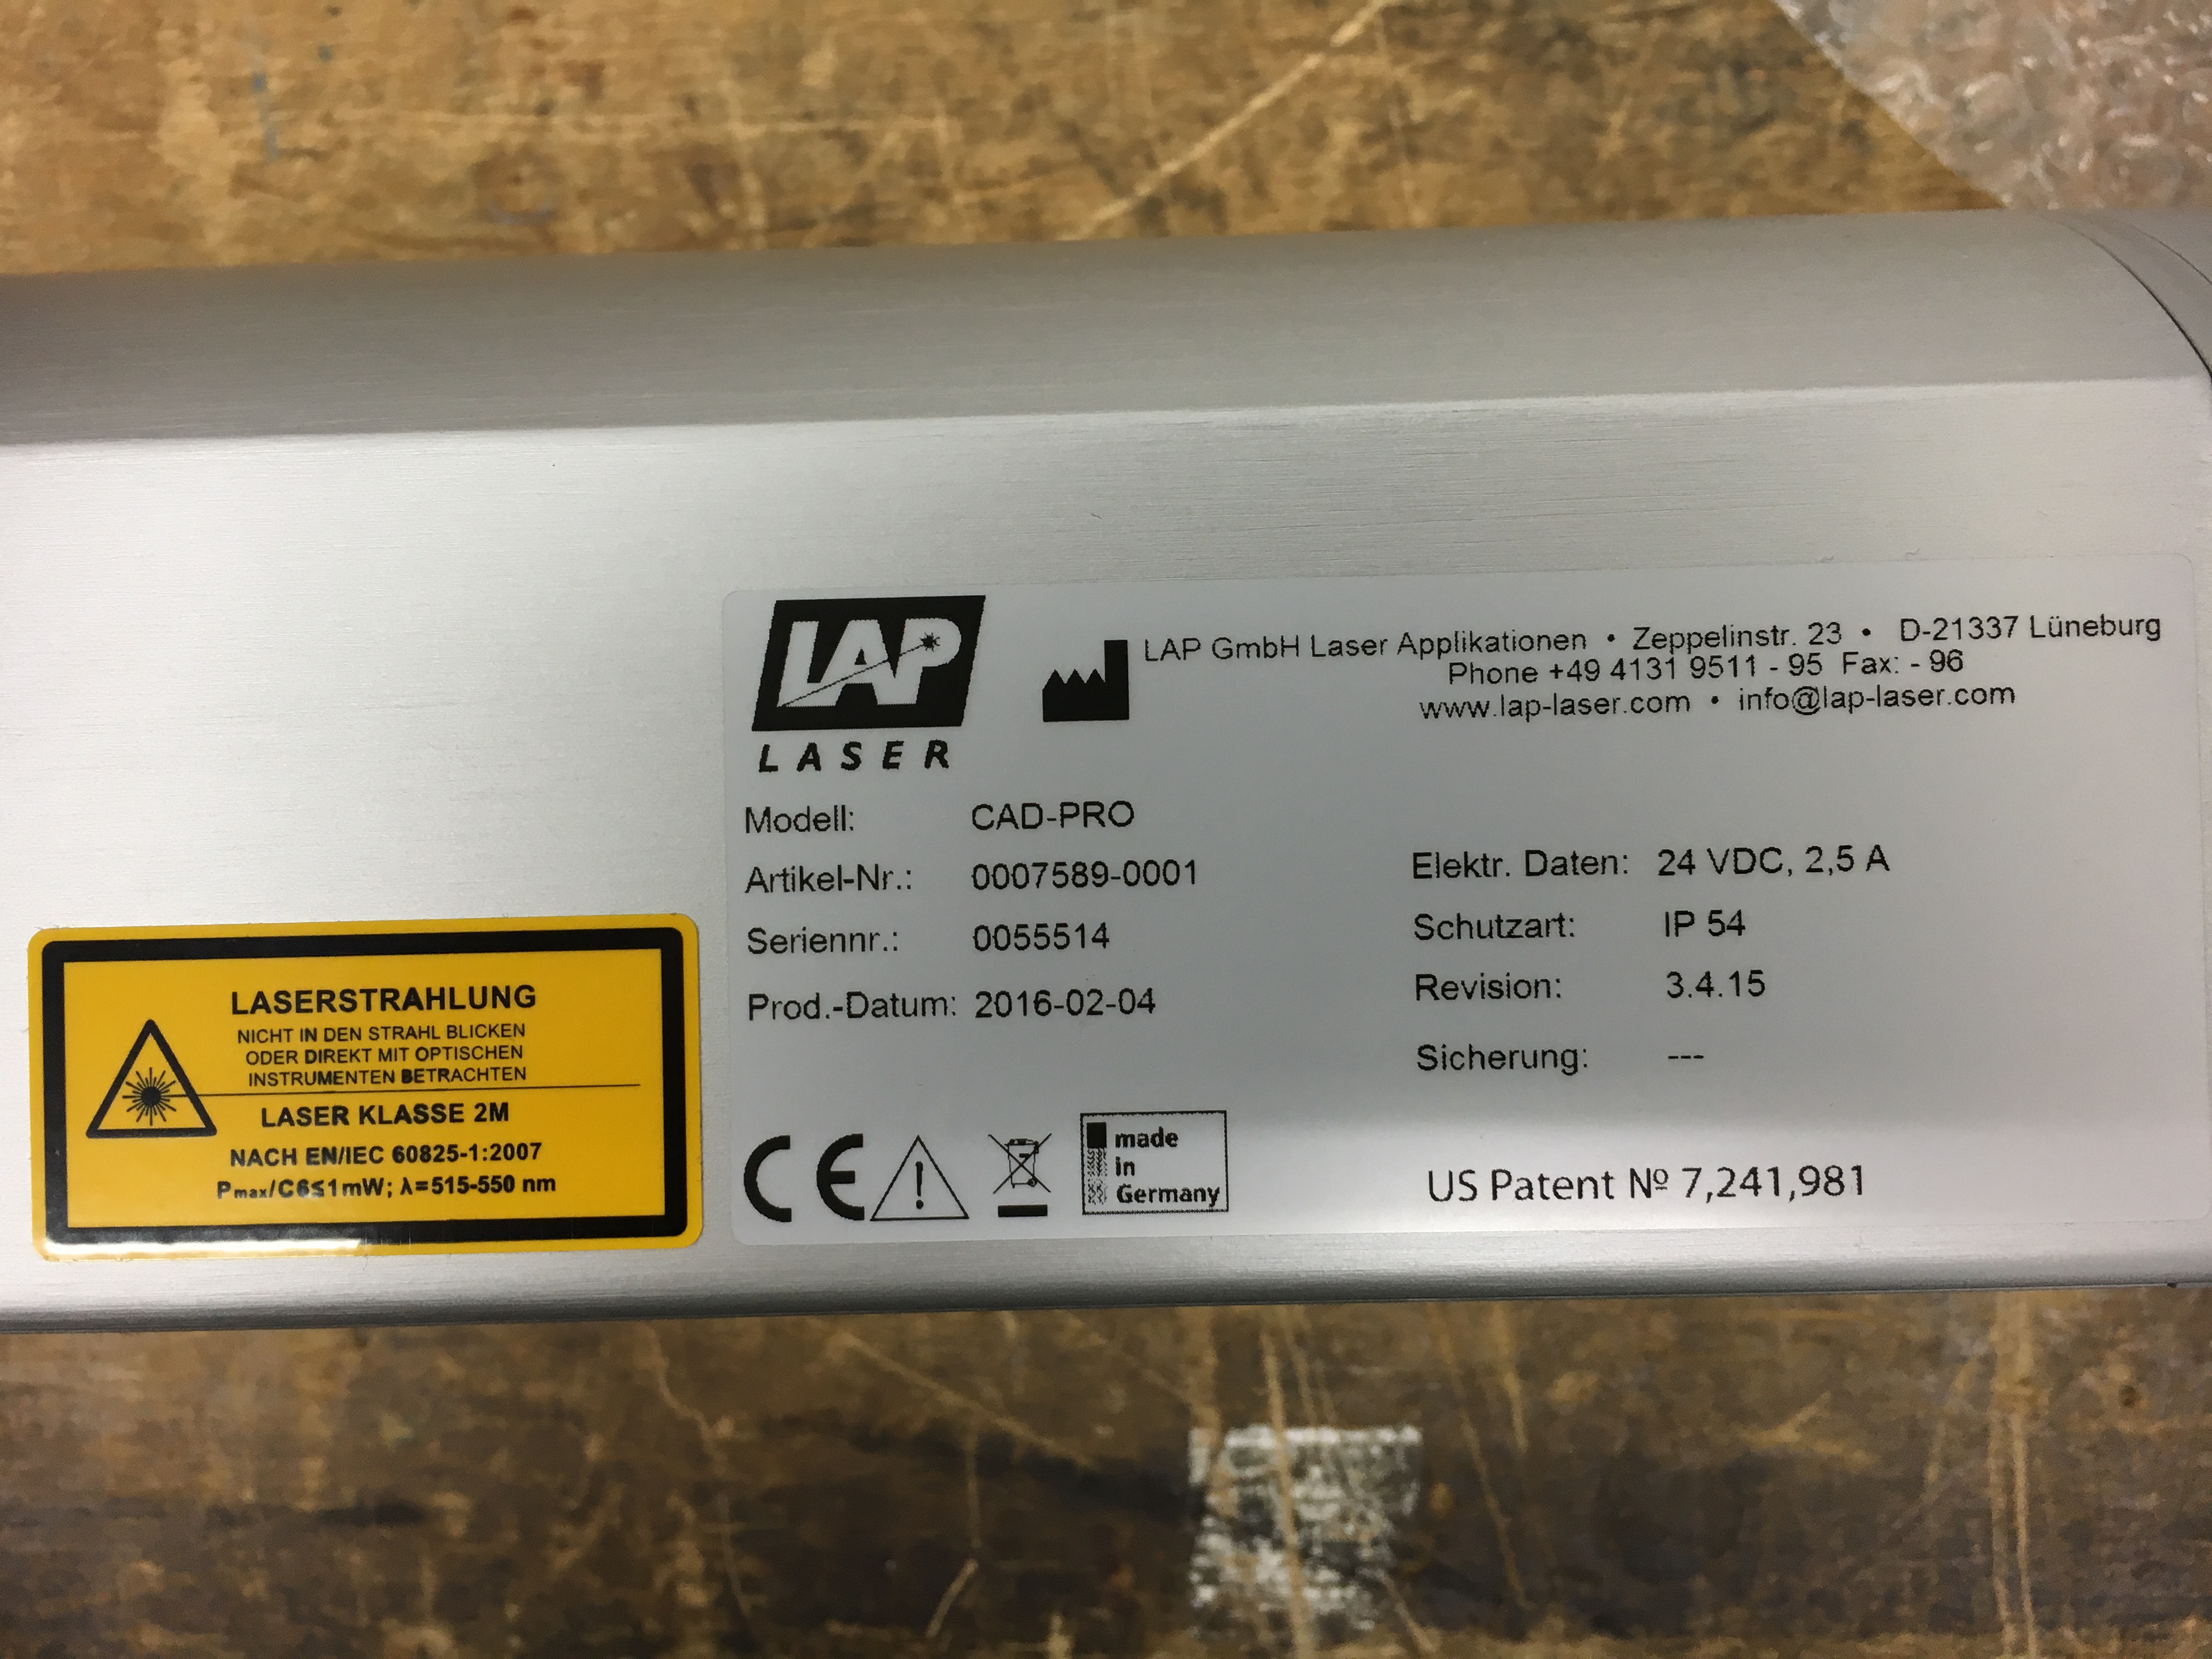 LASERSTRAHLUNG
NICHT IN DEN STRAHL BLICKEN
ODER DIREKT MIT OPTISCHEN
INSTRUMENTEN BETRACHTEN
LASER KLASSE 2M
NACH EN/IEC 60825-1:2007
Pmax/C6≤1mW; λ=515-550 nm
LAP
LASER
LAP GmbH Laser Applikationen • Zeppelinstr. 23 • D-21337 Lüneburg
Phone +49 4131 9511 - 95 Fax: - 96
www.lap-laser.com • info@lap-laser.com
Modell: CAD-PRO
Artikel-Nr.: 0007589-0001
Seriennr.: 0055514
Prod.-Datum: 2016-02-04
Elektr. Daten: 24 VDC, 2,5 A
Schutzart: IP 54
Revision: 3.4.15
Sicherung: ---
CE
made
in
Germany
US Patent Nº 7,241,981